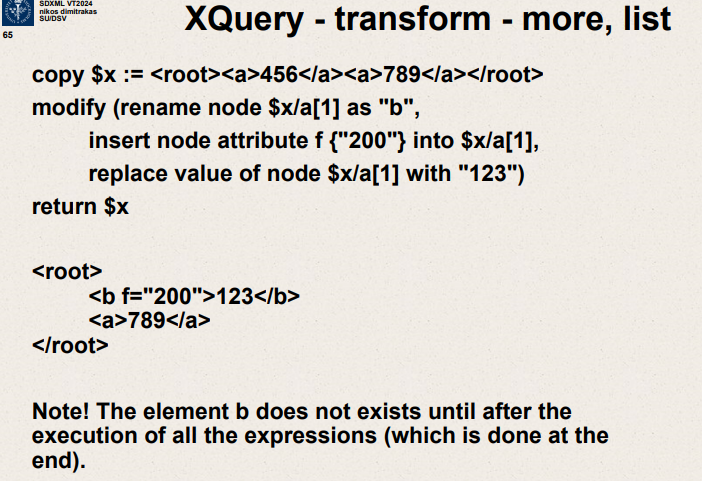 SDXML VT2024
nikos dimitrakas
SU/DSV
65
XQuery - transform - more, list
copy $x := <root><a>456</a><a>789</a></root>
modify (rename node $x/a[1] as "b",
insert node attribute f {"200"} into $x/a[1],
replace value of node $x/a[1] with "123")
return $x
<root>
<b f="200">123</b>
<a>789</a>
</root>
Note! The element b does not exists until after the
execution of all the expressions (which is done at the
end).